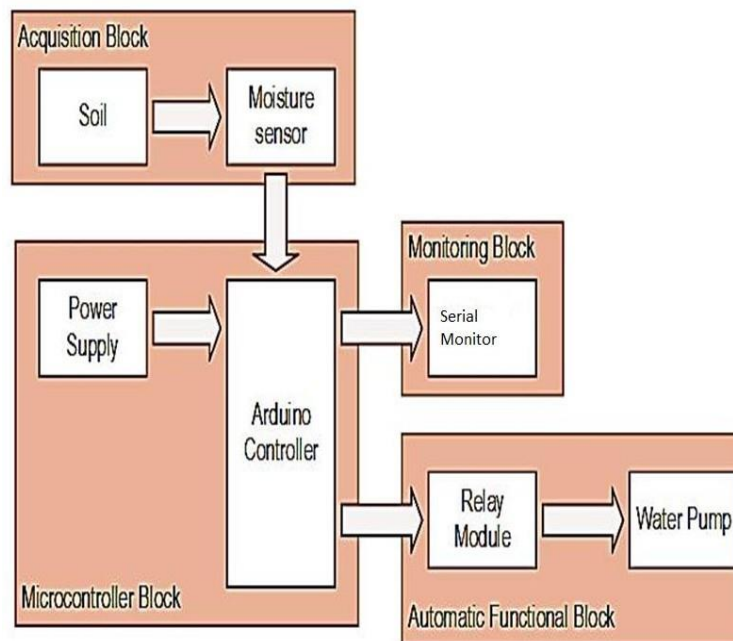 Acquisition Block
Soil
Moisture
sensor
Power
Supply
Arduino
Controller
Microcontroller Block
Monitoring Block
Serial
Monitor
Relay
Module
Water Pump
Automatic Functional Block